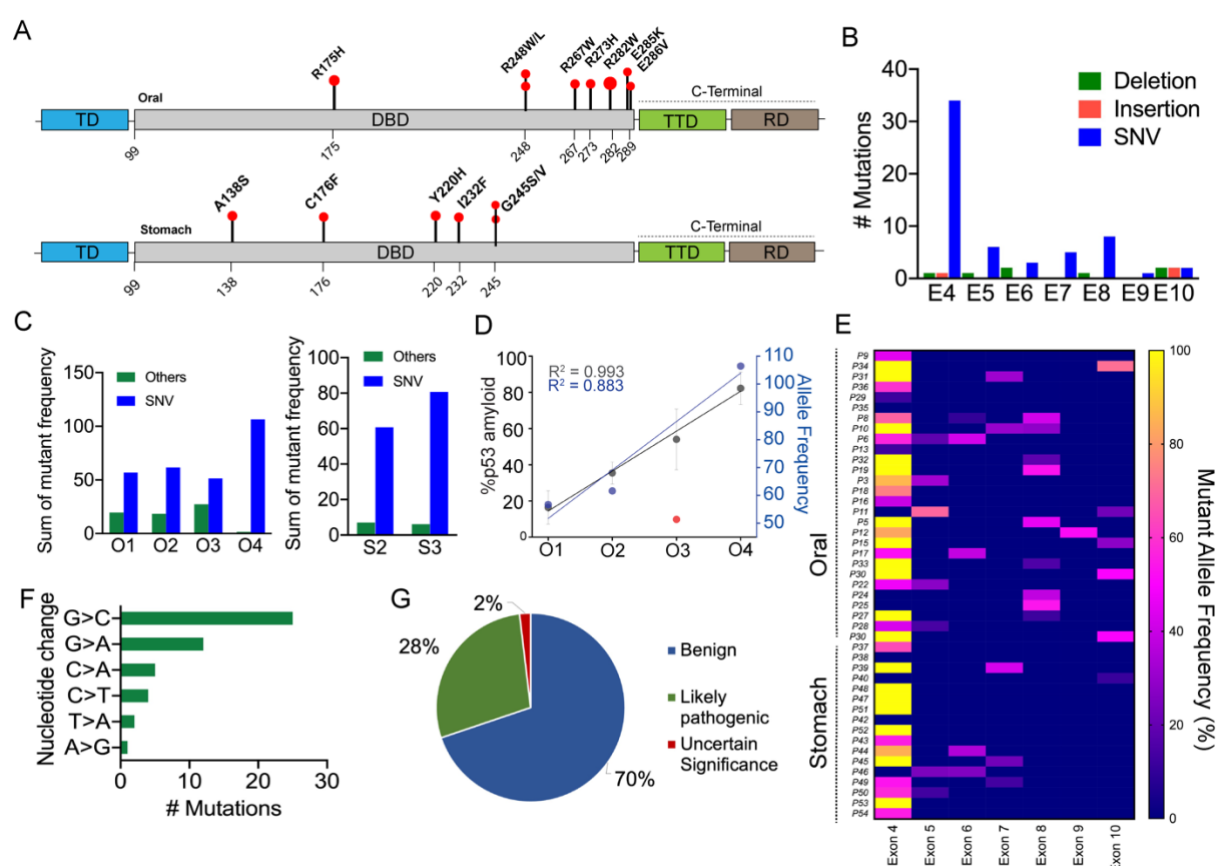 A
R175H
R248W/L
R267W
R273H
R282W
E285K
E286V
Oral
C-Terminal
TD
DBD
TTD
RD
99
175
248
267
273
282
289
A138S
C176F
Y220H
I232F
G245S/V
Stomach
C-Terminal
TD
DBD
TTD
RD
99
138
176
220
232
245
B
# Mutations
40
30
20
10
0
Deletion
Insertion
SNV
E4 E5 E6 E7 E8 E9 E10
C
Sum of mutant frequency
150
100
50
0
Others
SNV
O1 O2 O3 O4
Sum of mutant frequency
100
80
60
40
20
0
Others
SNV
S2 S3
D
%p53 amyloid
100
80
60
40
20
0
R² = 0.993
R² = 0.883
O1 O2 O3 O4
110
100
90
80
70
60
50
Allele Frequency
E
Oral
Stomach
P9
P34
P31
P36
P29
P35
P8
P10
P6
P13
P32
P19
P3
P18
P16
P11
P5
P12
P15
P17
P33
P30
P22
P24
P25
P27
P28
P30
P37
P38
P39
P40
P48
P47
P51
P42
P52
P43
P44
P45
P46
P49
P50
P53
P54
Exon 4
Exon 5
Exon 6
Exon 7
Exon 8
Exon 9
Exon 10
100
80
60
40
20
0
Mutant Allele Frequency (%)
F
Nucleotide change
G>C
G>A
C>A
C>T
T>A
A>G
0 10 20 30
# Mutations
G
2%
28%
70%
Benign
Likely
pathogenic
Uncertain
Significance